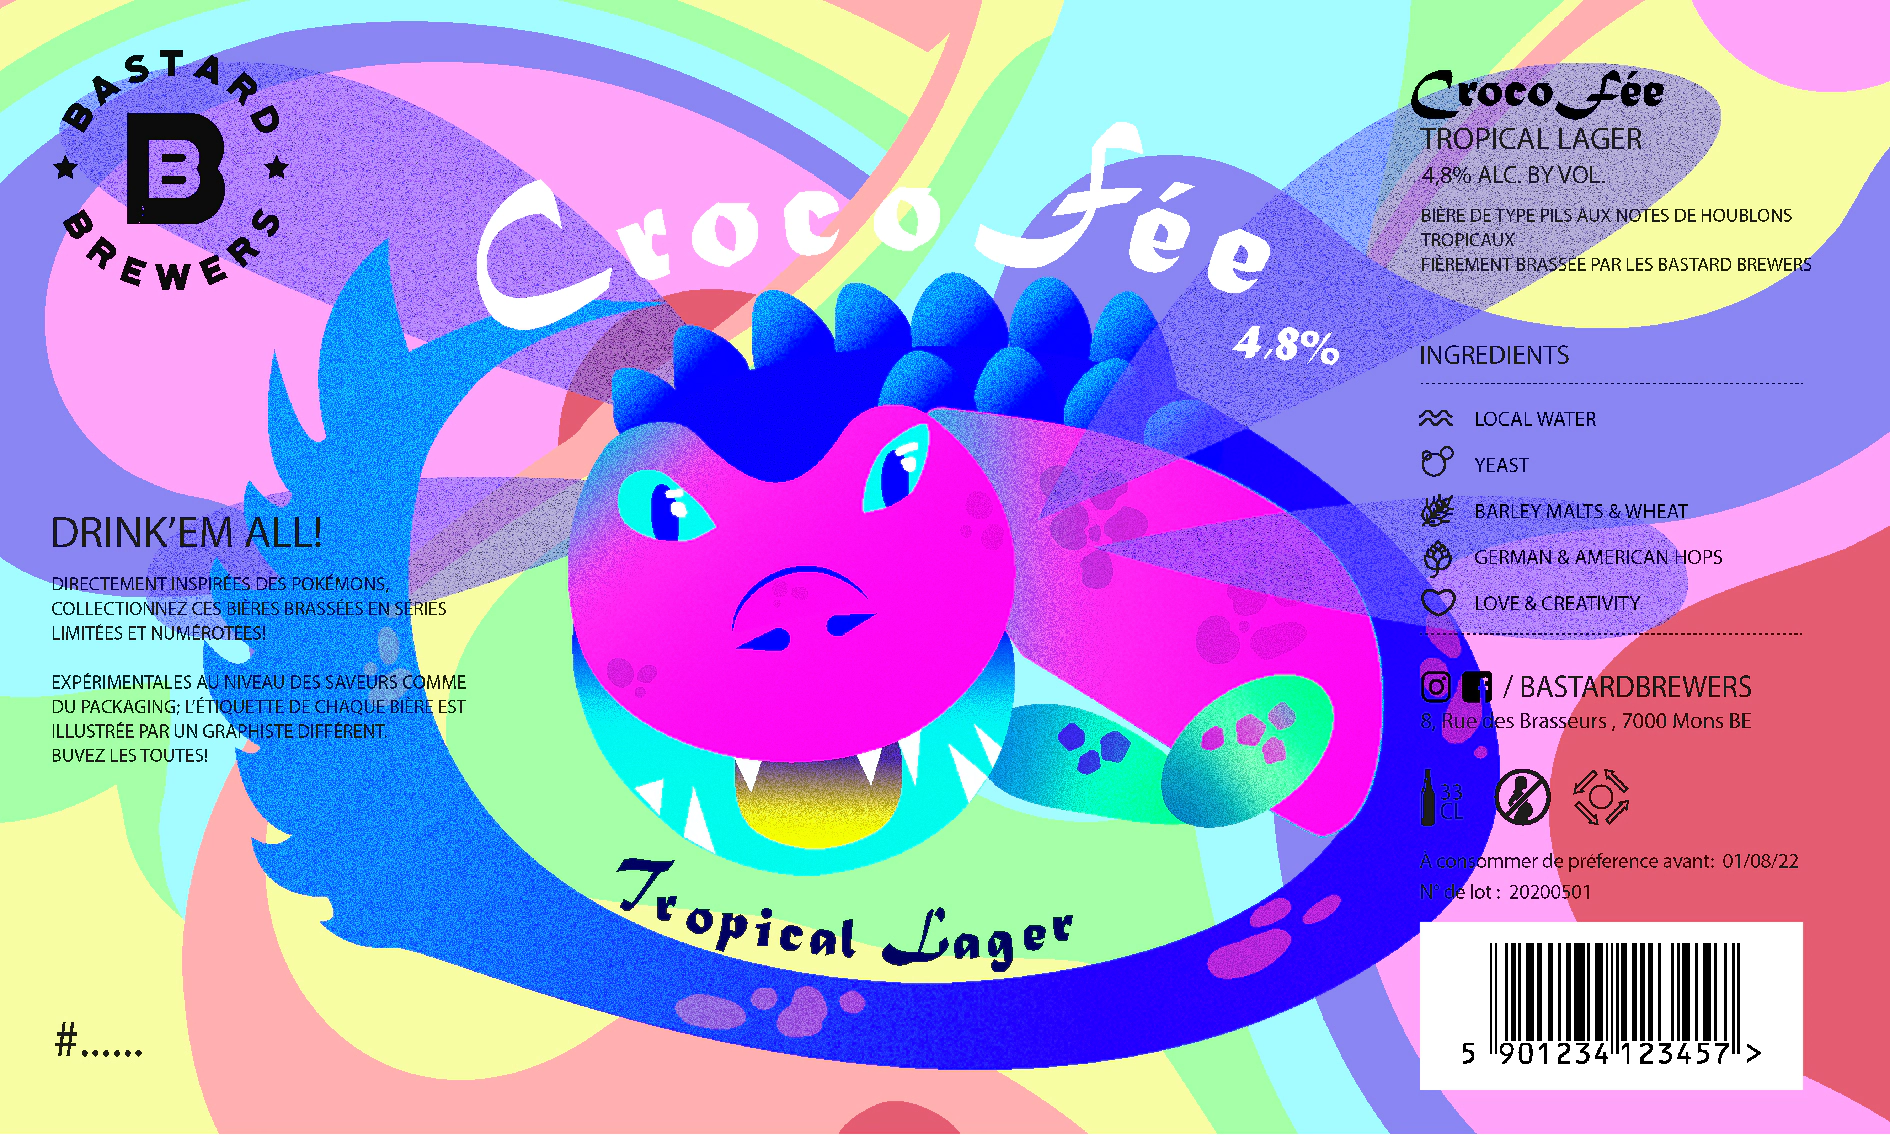 BASTARD
B
BREWERS
DRINK'EM ALL!
DIRECTEMENT INSPIRÉES DES POKÉMONS,
COLLECTIONNEZ CES BIÈRES BRASSÉES EN SÉRIES
LIMITÉES ET NUMÉROTÉES!
EXPÉRIMENTALES AU NIVEAU DES SAVEURS COMME
DU PACKAGING; L'ÉTIQUETTE DE CHAQUE BIÈRE EST
ILLUSTRÉE PAR UN GRAPHISTE DIFFÉRENT.
BUVEZ LES TOUTES!
#......
Croco Fée
4,8%
Tropical Lager
Croco Fée
TROPICAL LAGER
4,8% ALC. BY VOL.
BIÈRE DE TYPE PILS AUX NOTES DE HOUBLONS
TROPICAUX
FIÈREMENT BRASSÉE PAR LES BASTARD BREWERS
INGREDIENTS
LOCAL WATER
YEAST
BARLEY MALTS & WHEAT
GERMAN & AMERICAN HOPS
LOVE & CREATIVITY
/ BASTARDBREWERS
8, Rue des Brasseurs , 7000 Mons BE
33
CL
À consommer de préference avant: 01/08/22
N° de lot : 20200501
5 901234 123457 >